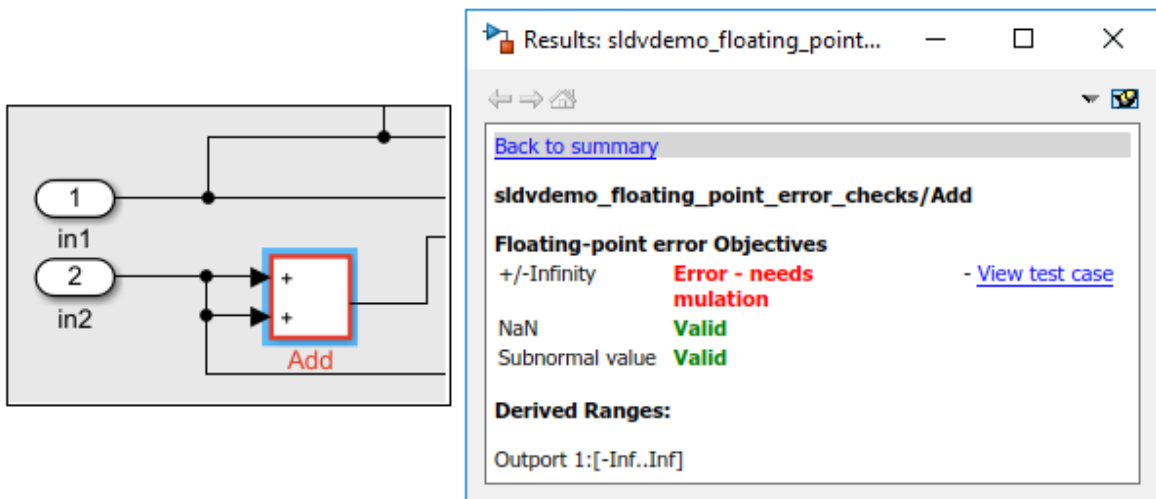 1
in1
2
in2
+
+
Add
Results: sldvdemo_floating_point...
Back to summary
sldvdemo_floating_point_error_checks/Add
Floating-point error Objectives
+/-Infinity Error - needs - View test case
mulation
NaN Valid
Subnormal value Valid
Derived Ranges:
Outport 1:[-Inf..Inf]